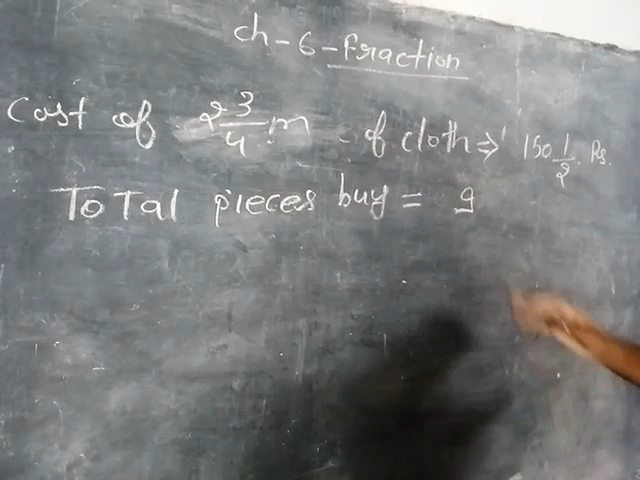 ch - 6 - Fraction
Cost of 2 3/4 m of cloth ⇒ 150 1/2 Rs.
ToTal pieces buy = 9